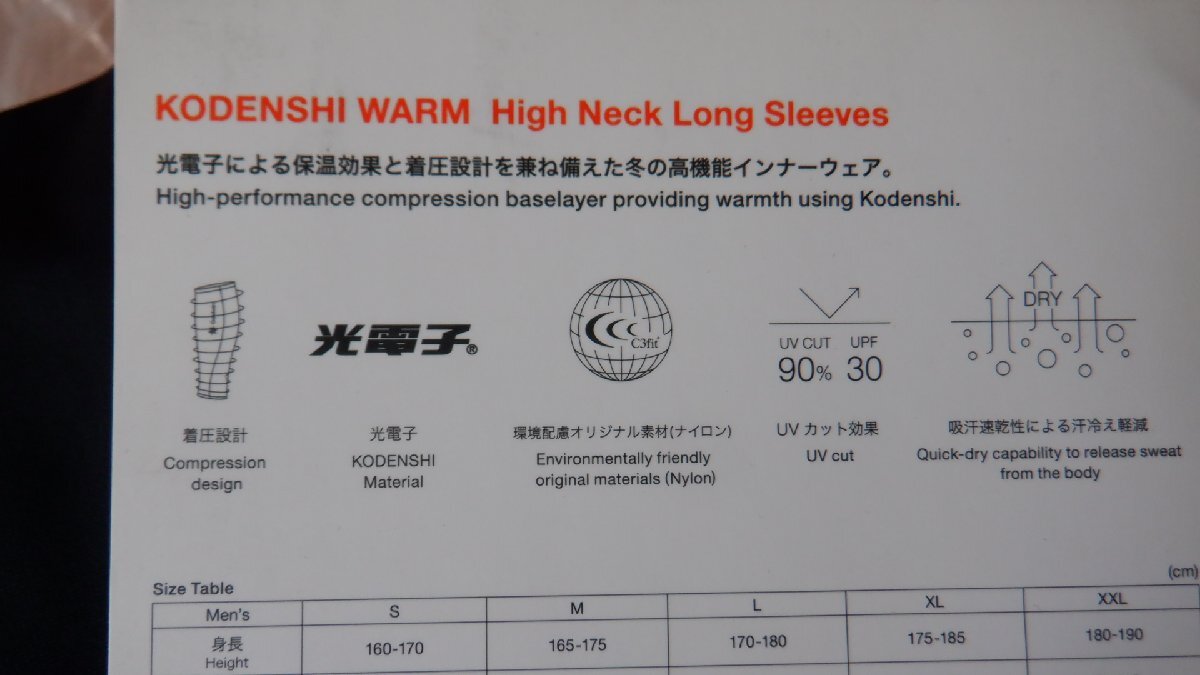 KODENSHI WARM High Neck Long Sleeves
光電子による保温効果と着圧設計を兼ね備えた冬の高機能インナーウェア。
High-performance compression baselayer providing warmth using Kodenshi.
光電子®
C3fit
UV CUT UPF
90% 30
DRY
着圧設計
Compression
design
光電子
KODENSHI
Material
環境配慮オリジナル素材(ナイロン)
Environmentally friendly
original materials (Nylon)
UV カット効果
UV cut
吸汗速乾性による汗冷え軽減
Quick-dry capability to release sweat
from the body
Size Table (cm)
Men's S M L XL XXL
身長 160-170 165-175 170-180 175-185 180-190
Height